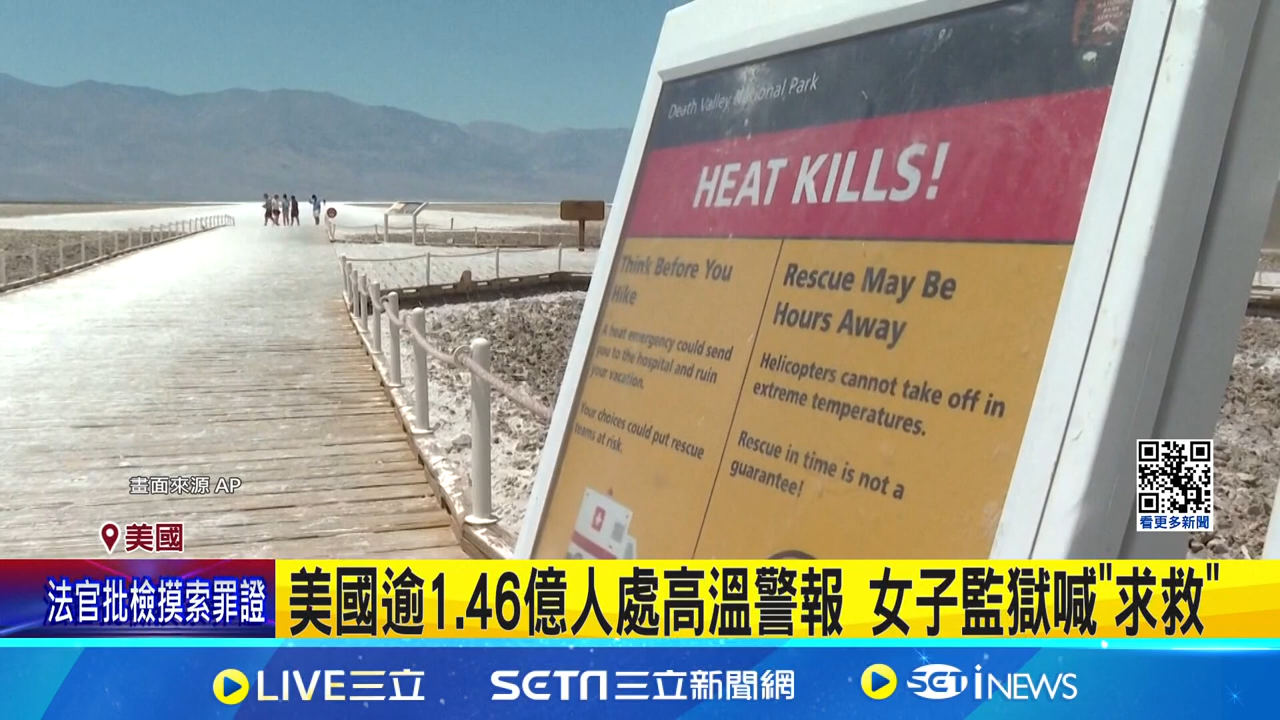 Death Valley National Park
HEAT KILLS!
Think Before You
Hike
A heat emergency could send
you to the hospital and ruin
your vacation.
Your choices could put rescue
teams at risk.
Rescue May Be
Hours Away
Helicopters cannot take off in
extreme temperatures.
Rescue in time is not a
guarantee!
畫面來源 AP
美國
看更多新聞
法官批檢摸索罪證
美國逾1.46億人處高溫警報 女子監獄喊"求救"
LIVE三立
SETN三立新聞網
SETiNEWS